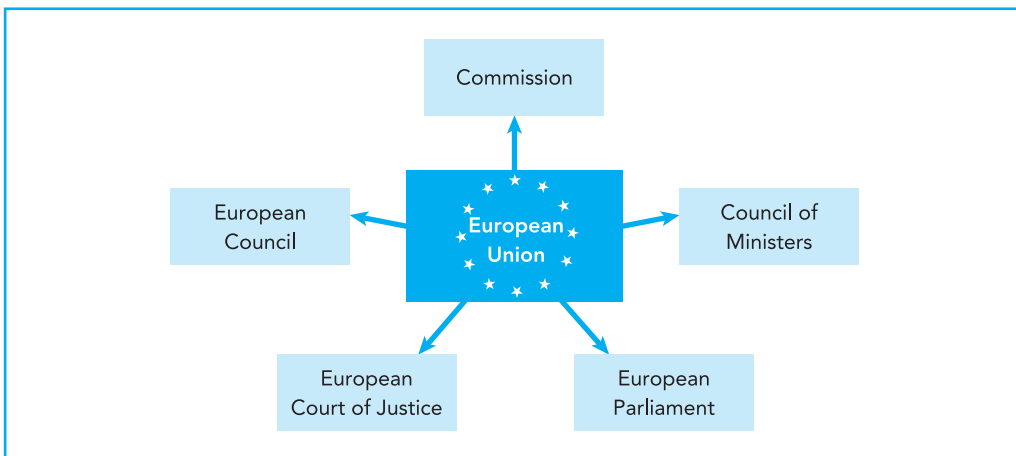 Commission
European
Council
European
Union
Council of
Ministers
European
Court of Justice
European
Parliament